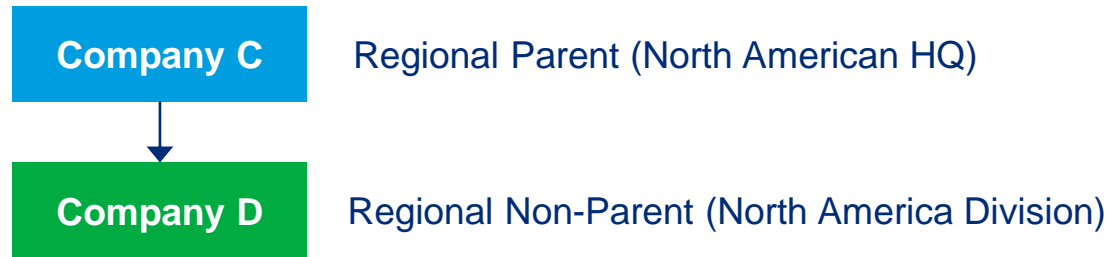 Company C Regional Parent (North American HQ)
Company D Regional Non-Parent (North America Division)